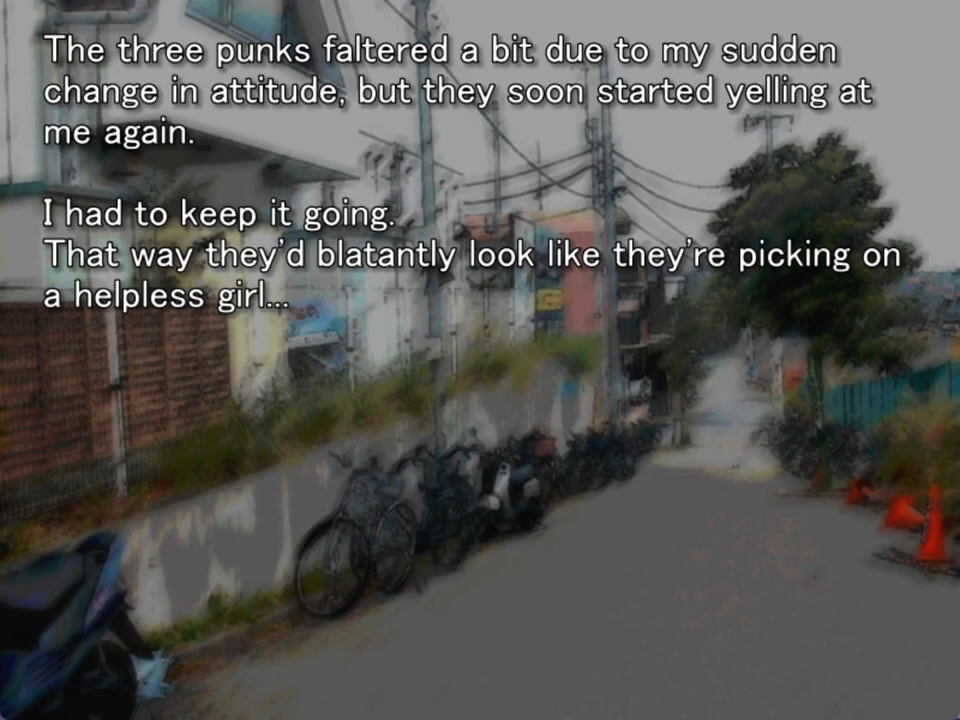 The three punks faltered a bit due to my sudden
change in attitude, but they soon started yelling at
me again.
I had to keep it going.
That way they'd blatantly look like they're picking on
a helpless girl...